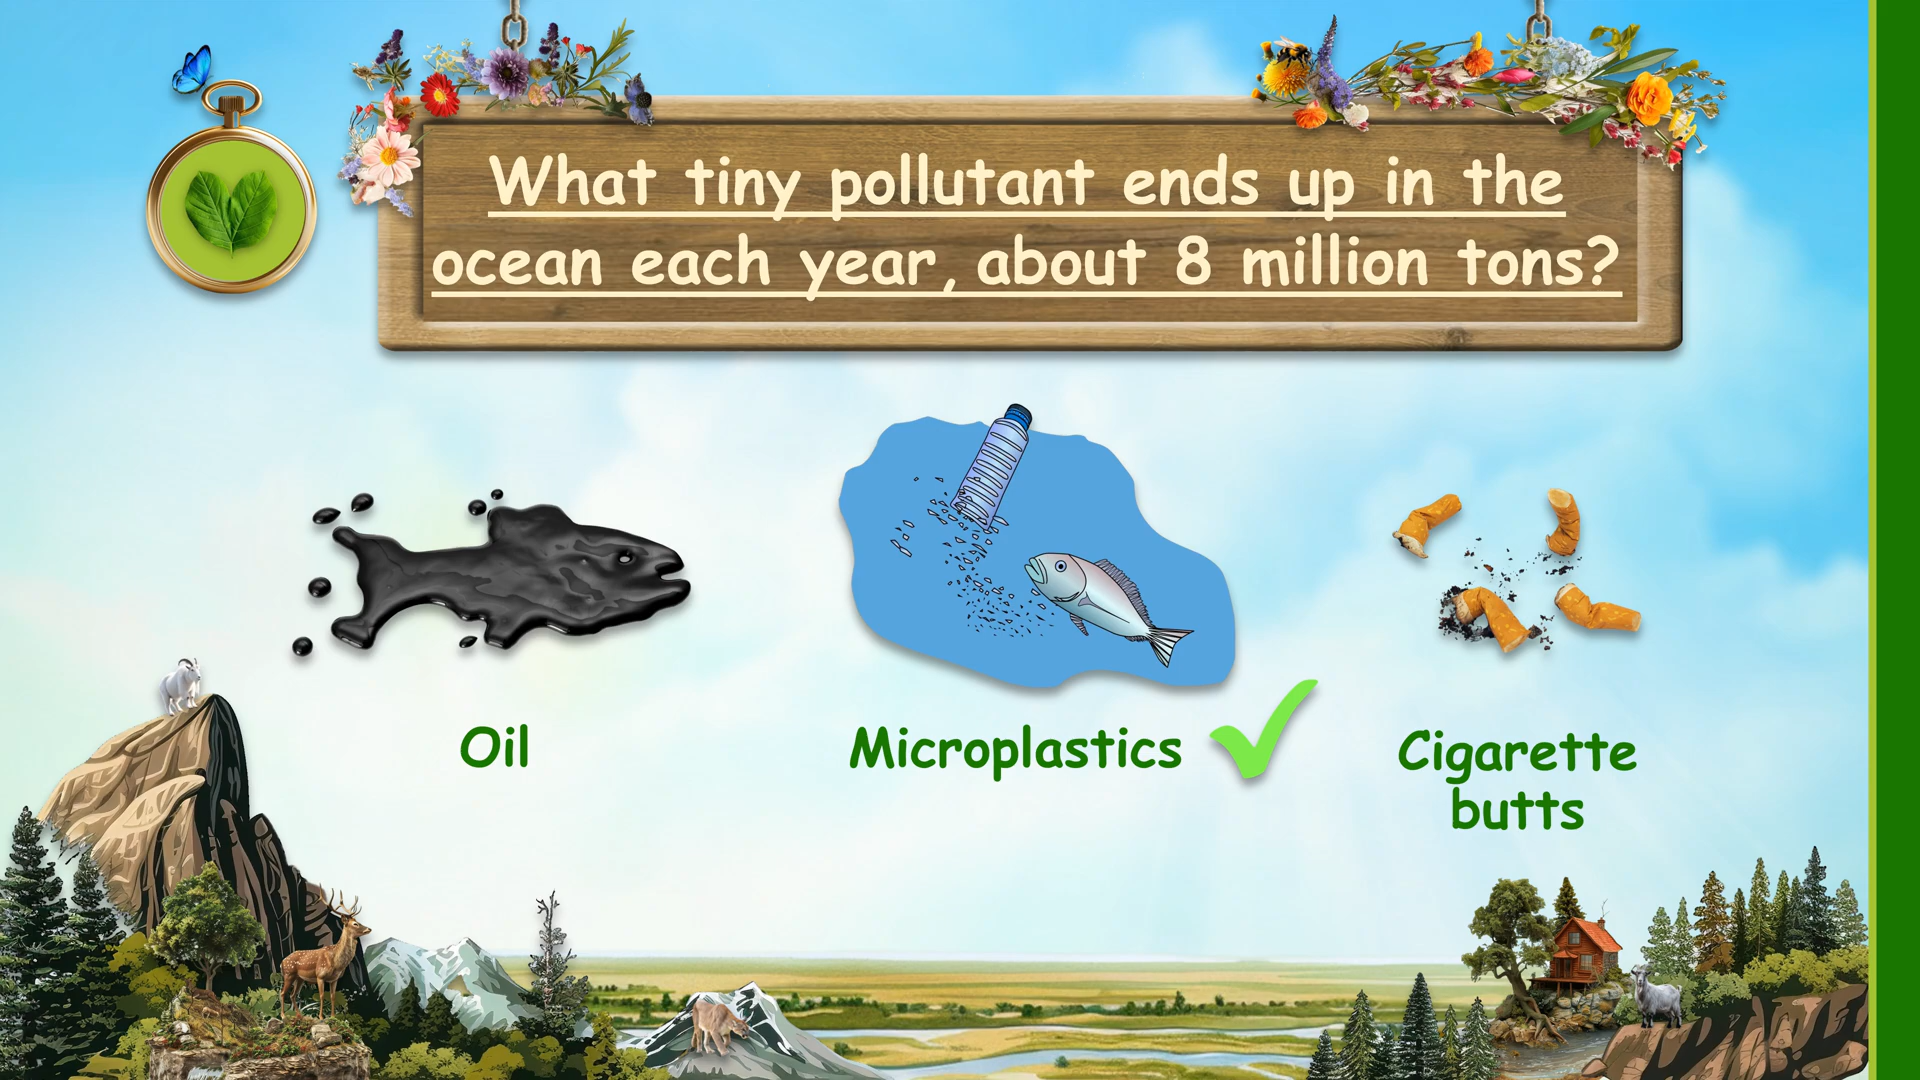 What tiny pollutant ends up in the
ocean each year, about 8 million tons?
Oil
Microplastics
Cigarette
butts